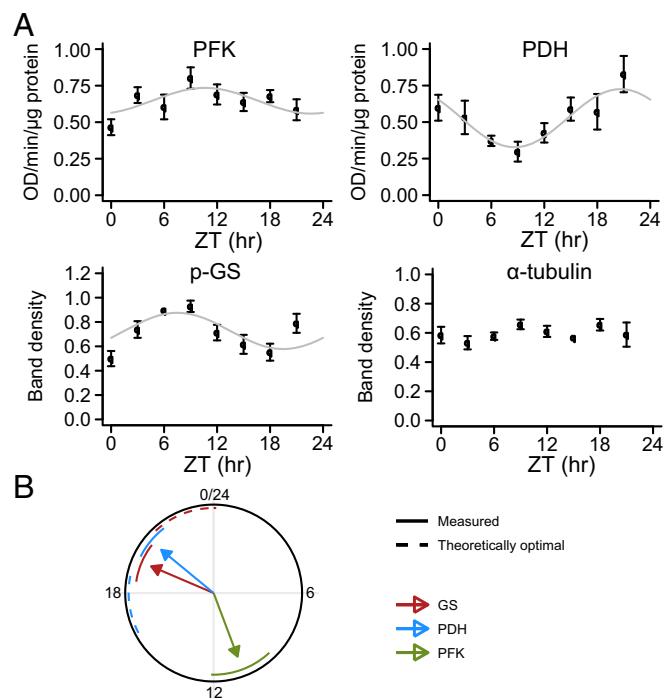 A
PFK
OD/min/µg protein
1.00
0.75
0.50
0.25
0.00
0 6 12 18 24
ZT (hr)
PDH
OD/min/µg protein
1.00
0.75
0.50
0.25
0.00
0 6 12 18 24
ZT (hr)
p-GS
Band density
1.2
1.0
0.8
0.6
0.4
0.2
0.0
0 6 12 18 24
ZT (hr)
α-tubulin
Band density
1.0
0.8
0.6
0.4
0.2
0.0
0 6 12 18 24
ZT (hr)
B
0/24
18
6
12
Measured
Theoretically optimal
GS
PDH
PFK